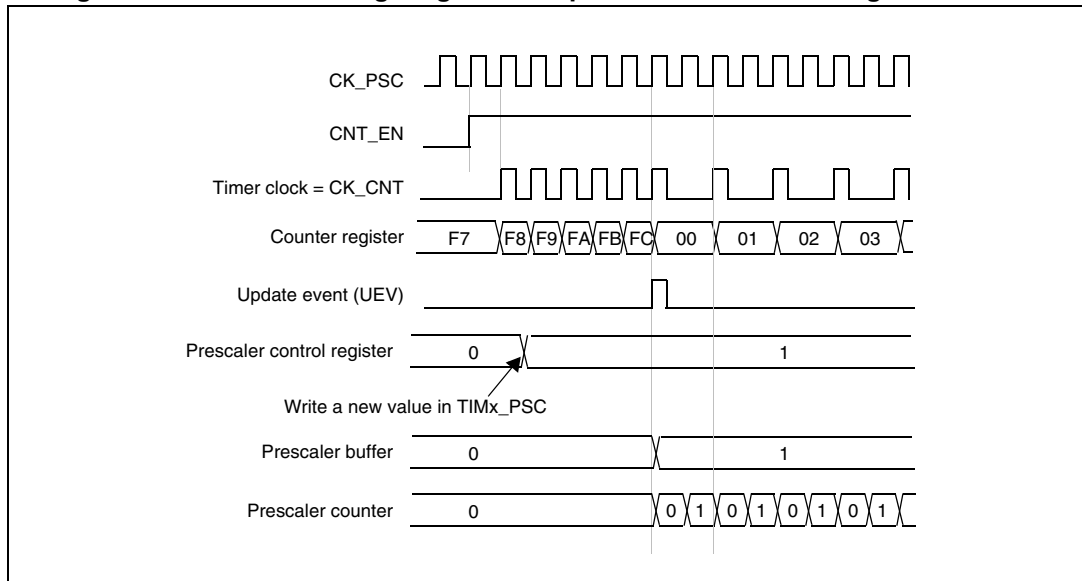 CK_PSC
CNT_EN
Timer clock = CK_CNT
Counter register F7 F8 F9 FA FB FC 00 01 02 03
Update event (UEV)
Prescaler control register 0 1
Write a new value in TIMx_PSC
Prescaler buffer 0 1
Prescaler counter 0 0 1 0 1 0 1 0 1